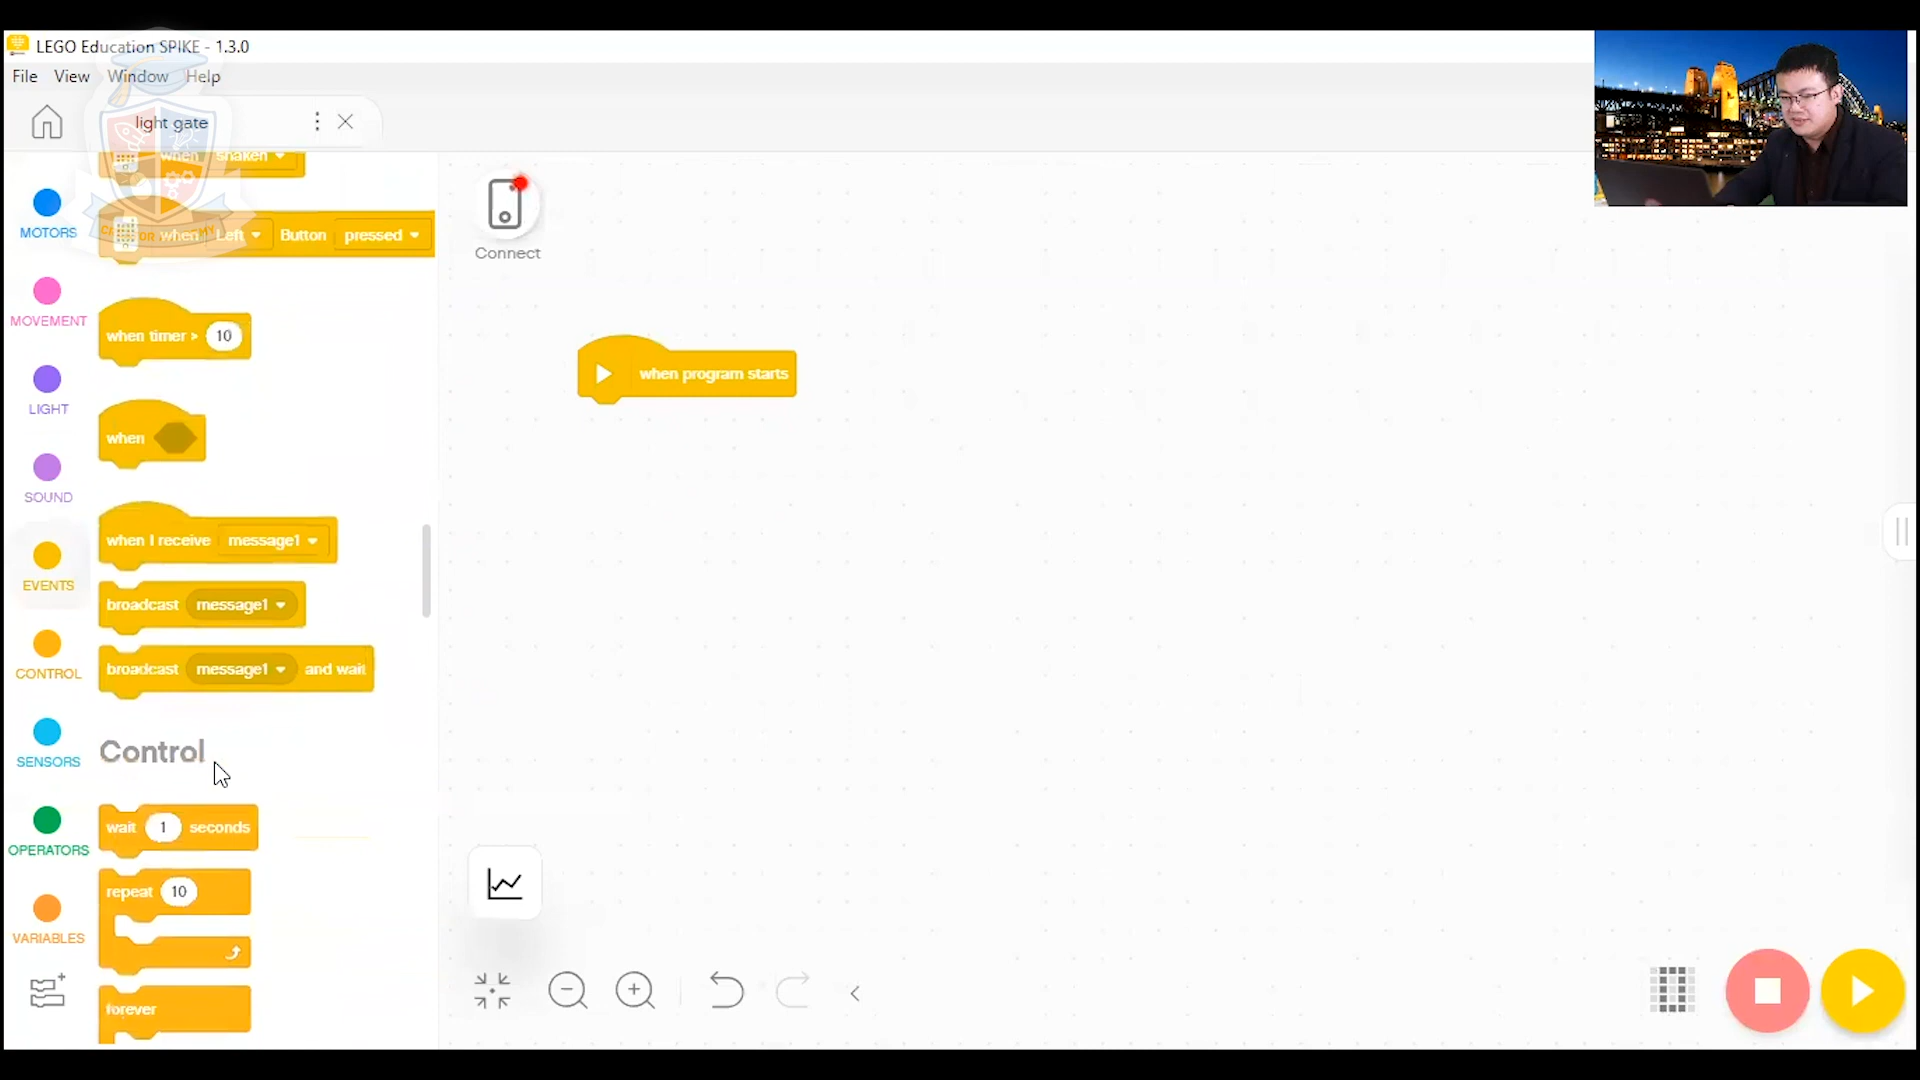 LEGO Education SPIKE - 1.3.0
File View Window Help
light gate
when shaken
when Left Button pressed
when timer > 10
when
when I receive message1
broadcast message1
broadcast message1 and wait
Control
wait 1 seconds
repeat 10
forever
MOTORS
MOVEMENT
LIGHT
SOUND
EVENTS
CONTROL
SENSORS
OPERATORS
VARIABLES
Connect
when program starts